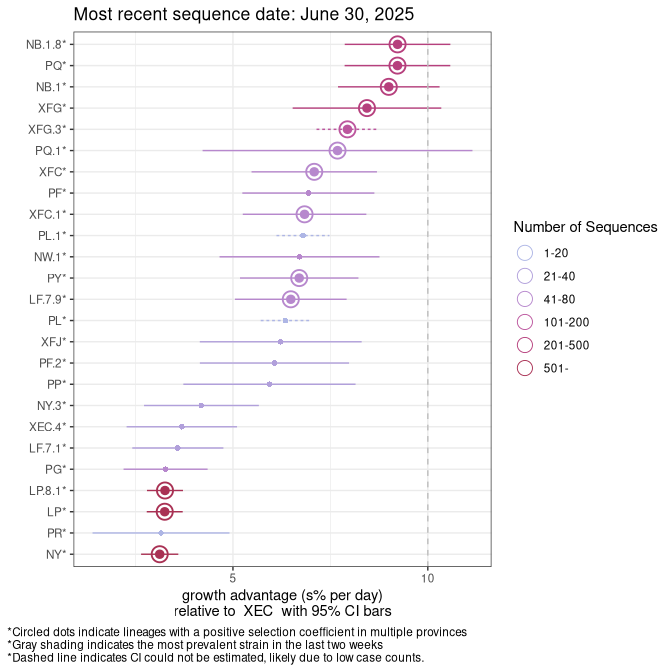 Most recent sequence date: June 30, 2025
NB.1.8*
PQ*
NB.1*
XFG*
XFG.3*
PQ.1*
XFC*
PF*
XFC.1*
PL.1*
NW.1*
PY*
LF.7.9*
PL*
XFJ*
PF.2*
PP*
NY.3*
XEC.4*
LF.7.1*
PG*
LP.8.1*
LP*
PR*
NY*
5
10
growth advantage (s% per day)
relative to XEC with 95% CI bars
Number of Sequences
1-20
21-40
41-80
101-200
201-500
501-
*Circled dots indicate lineages with a positive selection coefficient in multiple provinces
*Gray shading indicates the most prevalent strain in the last two weeks
*Dashed line indicates CI could not be estimated, likely due to low case counts.